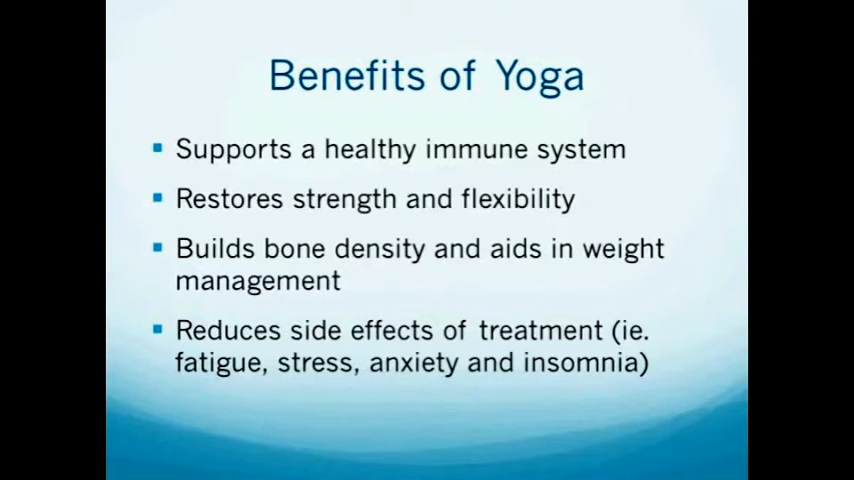 Benefits of Yoga
▪ Supports a healthy immune system
▪ Restores strength and flexibility
▪ Builds bone density and aids in weight
management
▪ Reduces side effects of treatment (ie.
fatigue, stress, anxiety and insomnia)